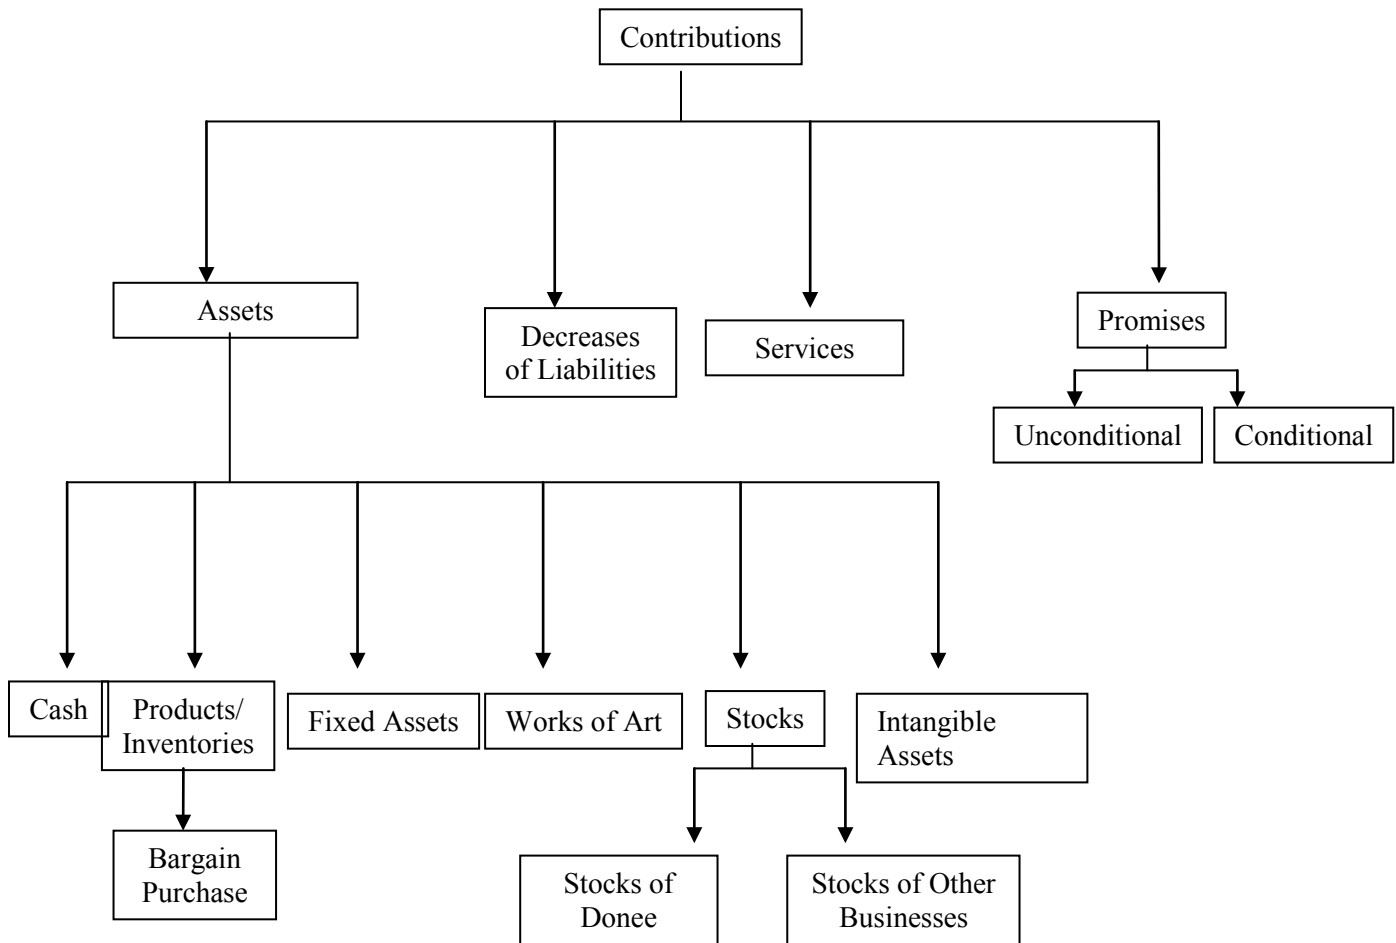 Contributions
Assets
Decreases
of Liabilities
Services
Promises
Unconditional
Conditional
Cash
Products/
Inventories
Fixed Assets
Works of Art
Stocks
Intangible
Assets
Bargain
Purchase
Stocks of
Donee
Stocks of Other
Businesses